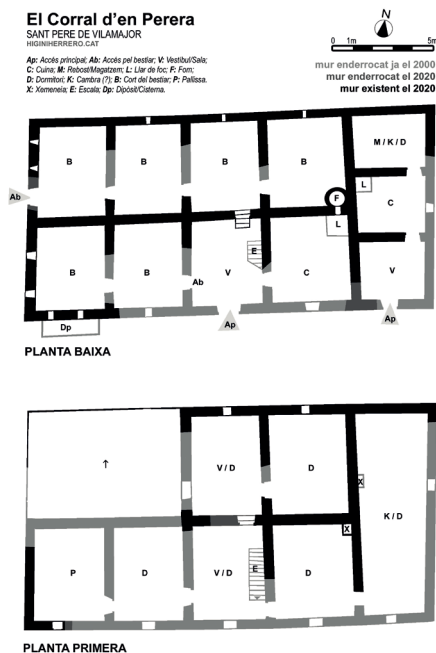 El Corral d'en Perera
SANT PERE DE VILAMAJOR
HIGINIHERRERO.CAT
Ap: Accés principal; Ab: Accés pel bestiar; V: Vestíbul/Sala;
C: Cuina; M: Rebost/Magatzem; L: Llar de foc; F: Forn;
D: Dormitori; K: Cambra (?); B: Cort del bestiar; P: Pallissa.
X: Xemeneia; E: Escala; Dp: Dipòsit/Cisterna.
N
0 1m 5m
mur enderrocat ja el 2000
mur enderrocat el 2020
mur existent el 2020
M / K / D
B B B B
L
Ab F C
L
E
B B Ab V C V
Dp Ap Ap
PLANTA BAIXA
↑ V / D D
X K / D
X
P D V / D E D
PLANTA PRIMERA